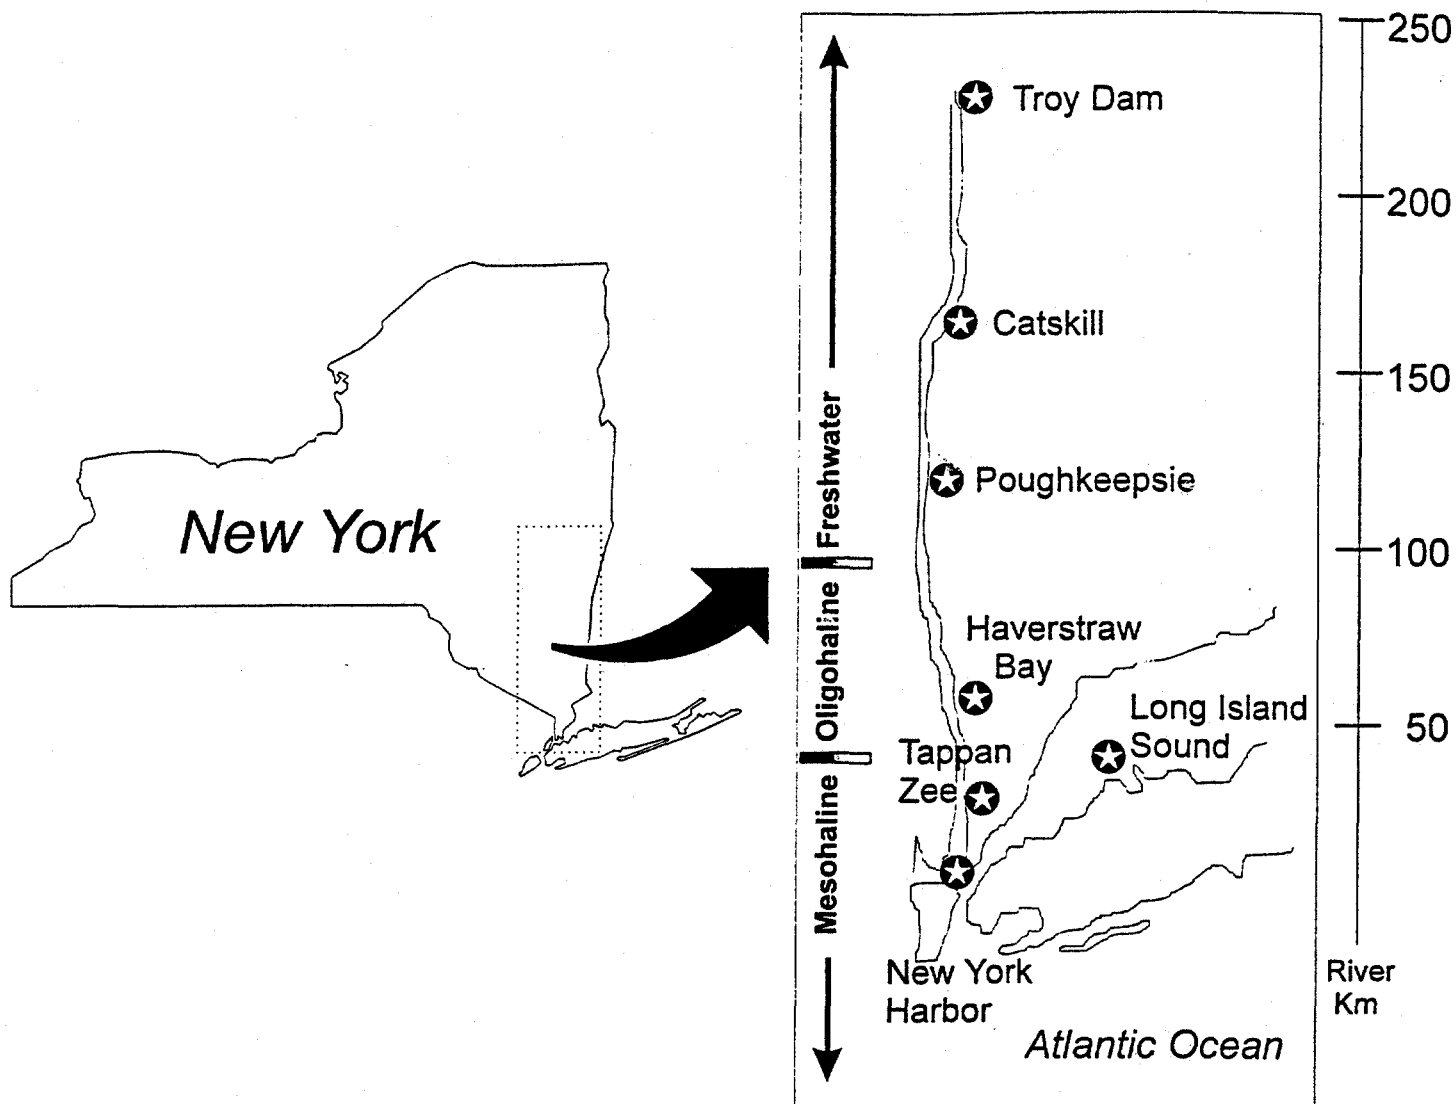 250
Troy Dam
200
Catskill
150
Freshwater
Poughkeepsie
New York
100
Oligohaline
Haverstraw
Bay
Long Island
Sound
50
Tappan
Zee
Mesohaline
New York
Harbor
River
Km
Atlantic Ocean